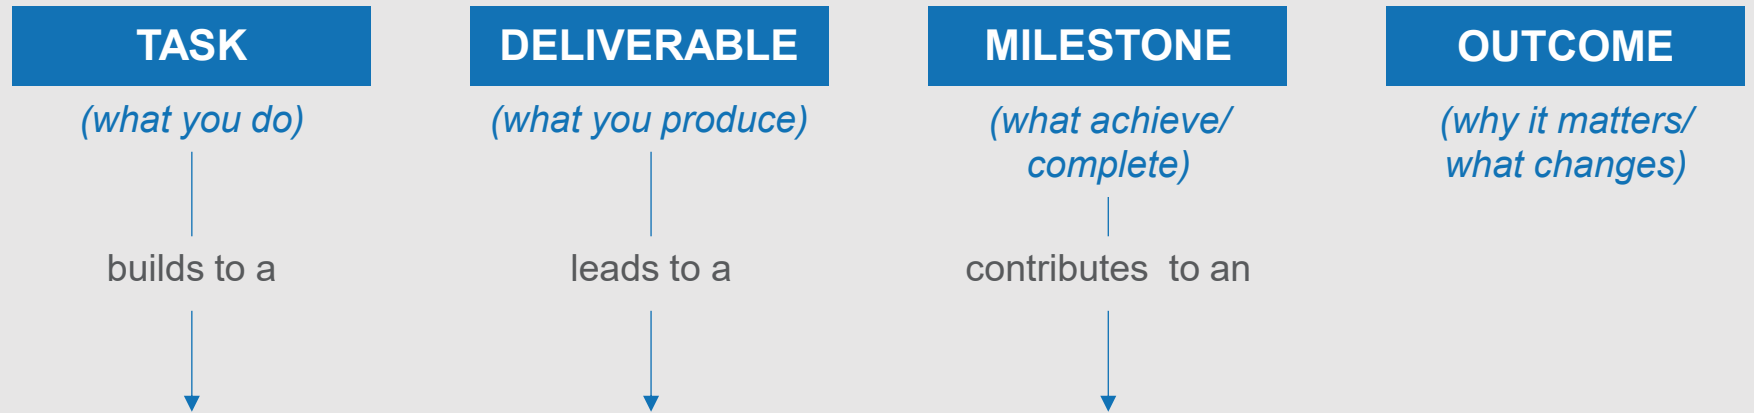 TASK
(what you do)
builds to a
DELIVERABLE
(what you produce)
leads to a
MILESTONE
(what achieve/
complete)
contributes  to an
OUTCOME
(why it matters/
what changes)